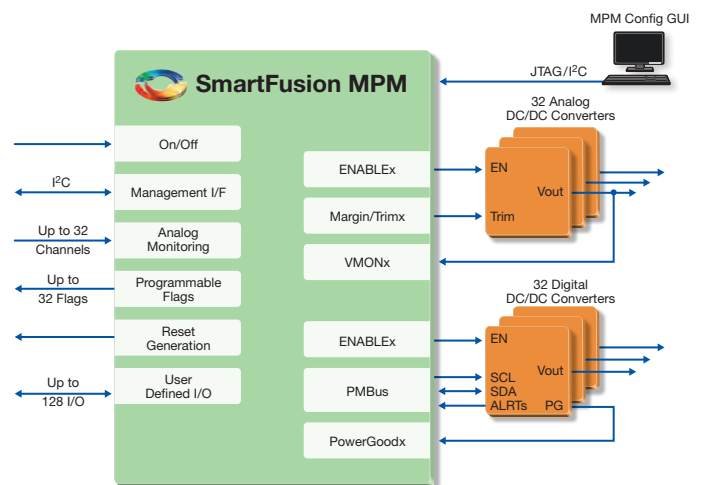 MPM Config GUI
SmartFusion MPM
JTAG/I²C
32 Analog
DC/DC Converters
On/Off
I²C
Management I/F
Up to 32
Channels
Analog
Monitoring
Up to
32 Flags
Programmable
Flags
Reset
Generation
Up to
128 I/O
User
Defined I/O
ENABLEx
Margin/Trimx
VMONx
EN
Vout
Trim
32 Digital
DC/DC Converters
ENABLEx
PMBus
PowerGoodx
EN
Vout
SCL
SDA
ALRTs PG